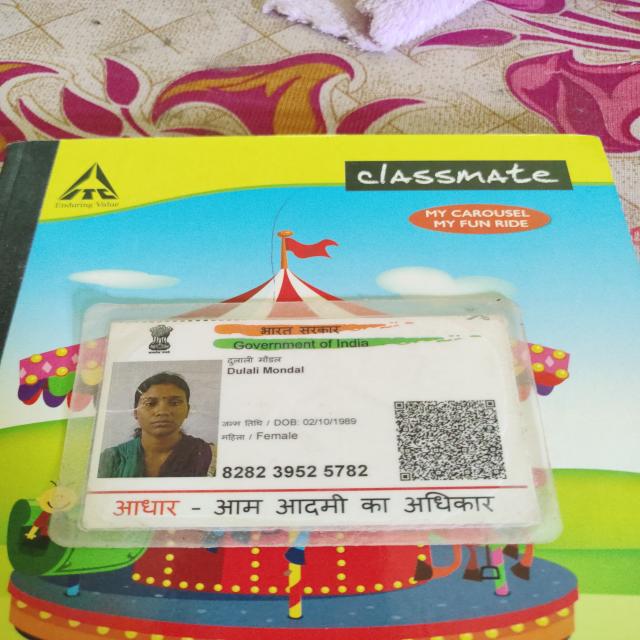 ITC
Enduring Value
classmate
MY CAROUSEL
MY FUN RIDE
भारत सरकार
Government of India
दुलाली मौंडल
Dulali Mondal
जन्म तिथि / DOB: 02/10/1989
महिला / Female
8282 3952 5782
आधार - आम आदमी का अधिकार